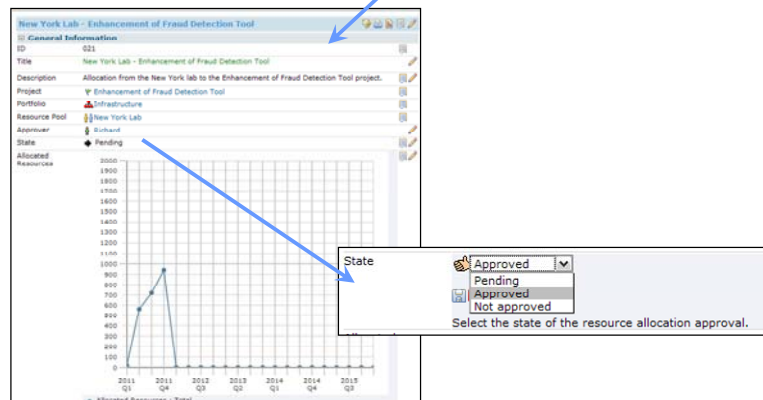 New York Lab - Enhancement of Fraud Detection Tool
General Information
ID 021
Title New York Lab - Enhancement of Fraud Detection Tool
Description Allocation from the New York lab to the Enhancement of Fraud Detection Tool project.
Project Enhancement of Fraud Detection Tool
Portfolio Infrastructure
Resource Pool New York Lab
Approver Richard
State Pending
Allocated
Resources
2000
1900
1800
1700
1600
1500
1400
1300
1200
1100
1000
900
800
700
600
500
400
300
200
100
0
2011 2011 2012 2013 2014 2014 2015
Q1 Q4 Q3 Q2 Q1 Q4 Q3
Allocated Resources : Total
State Approved
Pending
Approved
Not approved
Select the state of the resource allocation approval.